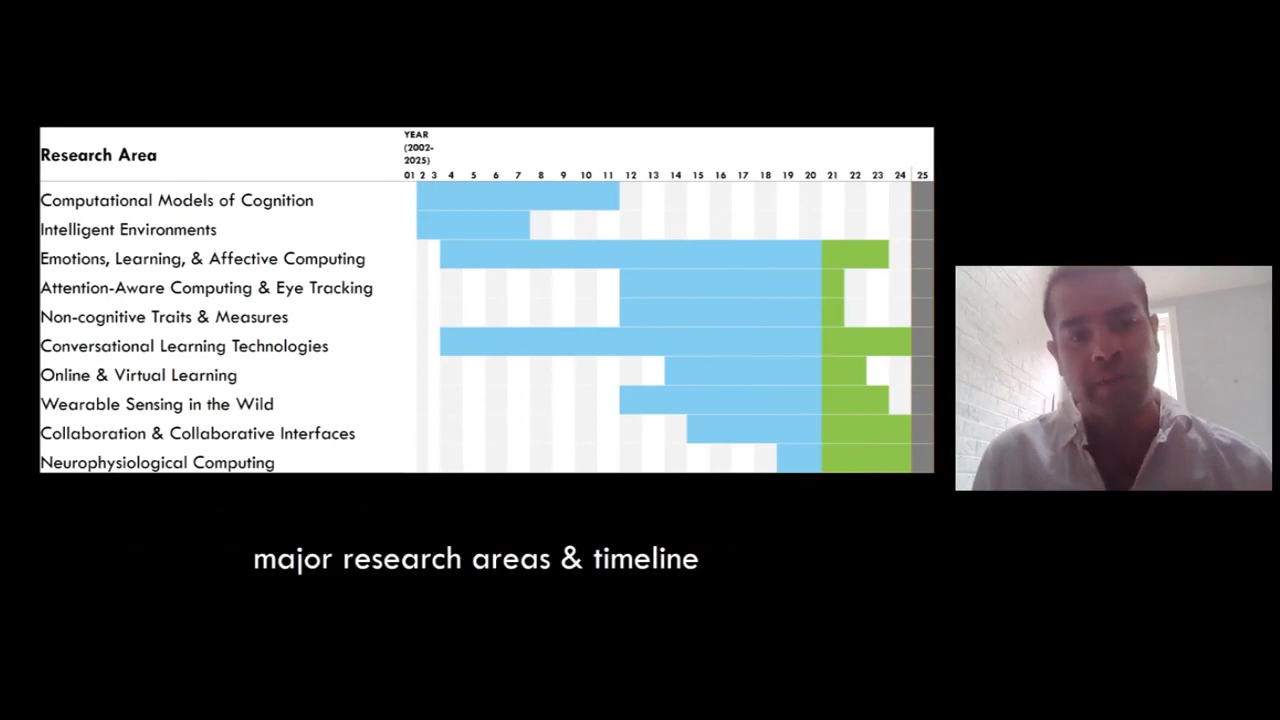 Research Area
YEAR
(2002-
2025)
01 2 3 4 5 6 7 8 9 10 11 12 13 14 15 16 17 18 19 20 21 22 23 24 25
Computational Models of Cognition
Intelligent Environments
Emotions, Learning, & Affective Computing
Attention-Aware Computing & Eye Tracking
Non-cognitive Traits & Measures
Conversational Learning Technologies
Online & Virtual Learning
Wearable Sensing in the Wild
Collaboration & Collaborative Interfaces
Neurophysiological Computing
major research areas & timeline